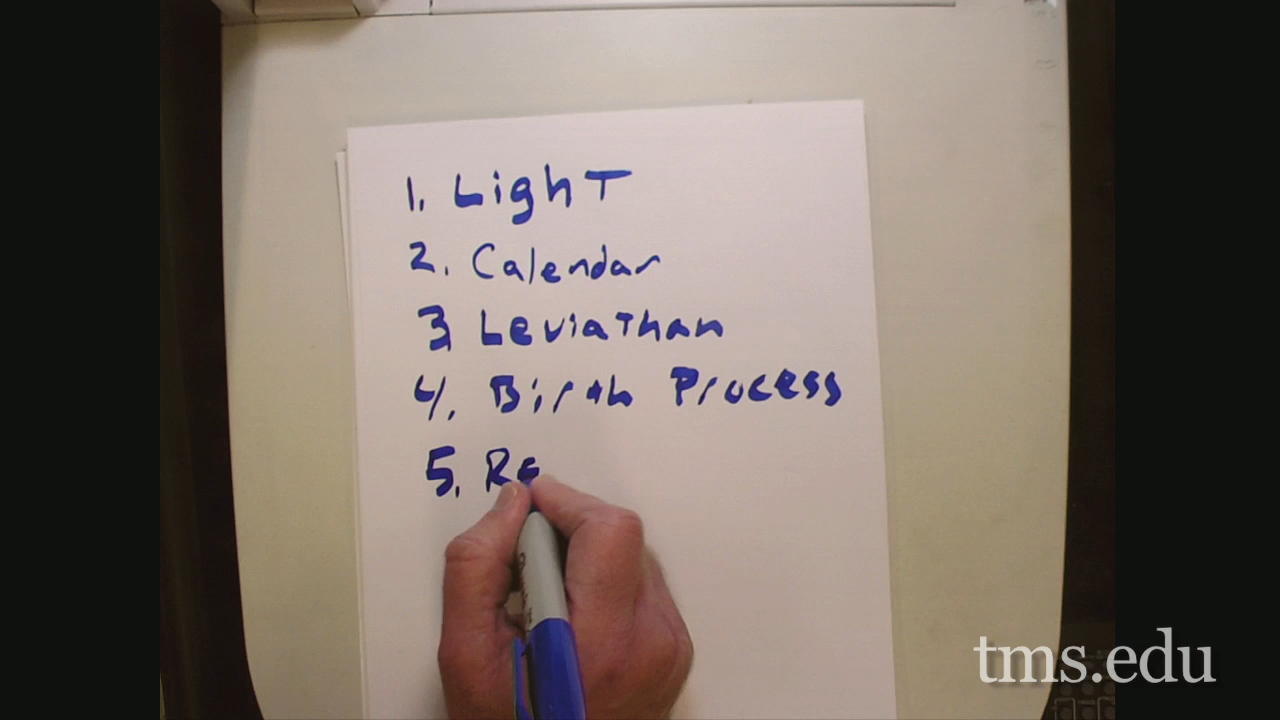 1. Light
2. Calendar
3 Leviathan
4. Birth Process
5. Re
tms.edu